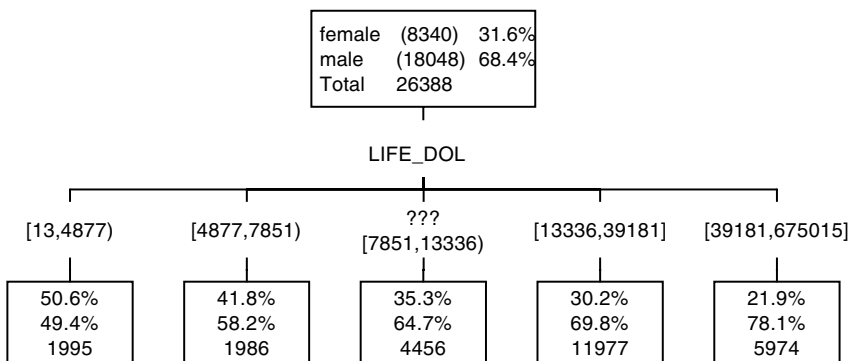 female (8340) 31.6%
male (18048) 68.4%
Total 26388
LIFE_DOL
[13,4877)
[4877,7851)
???
[7851,13336)
[13336,39181]
[39181,675015]
50.6% 41.8% 35.3% 30.2% 21.9%
49.4% 58.2% 64.7% 69.8% 78.1%
1995 1986 4456 11977 5974